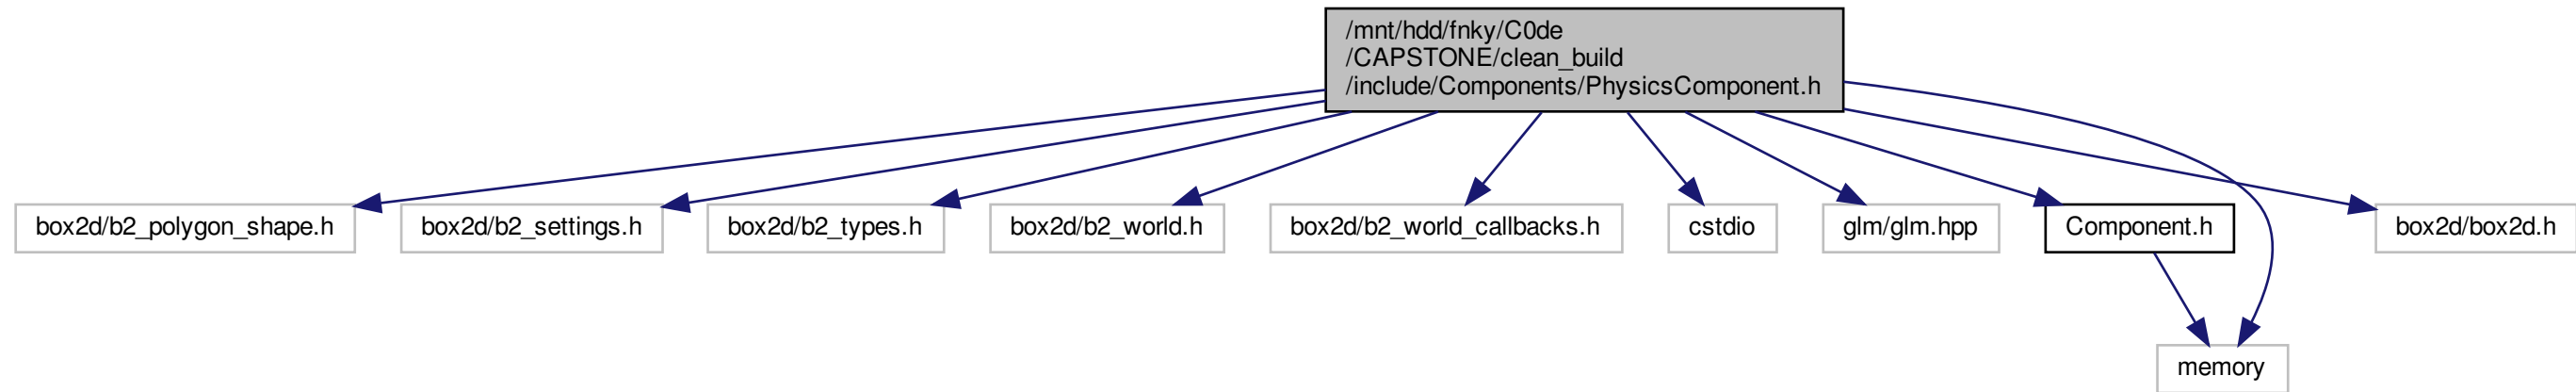 /mnt/hdd/fnky/C0de
/CAPSTONE/clean_build
/include/Components/PhysicsComponent.h
box2d/b2_polygon_shape.h
box2d/b2_settings.h
box2d/b2_types.h
box2d/b2_world.h
box2d/b2_world_callbacks.h
cstdio
glm/glm.hpp
Component.h
box2d/box2d.h
memory